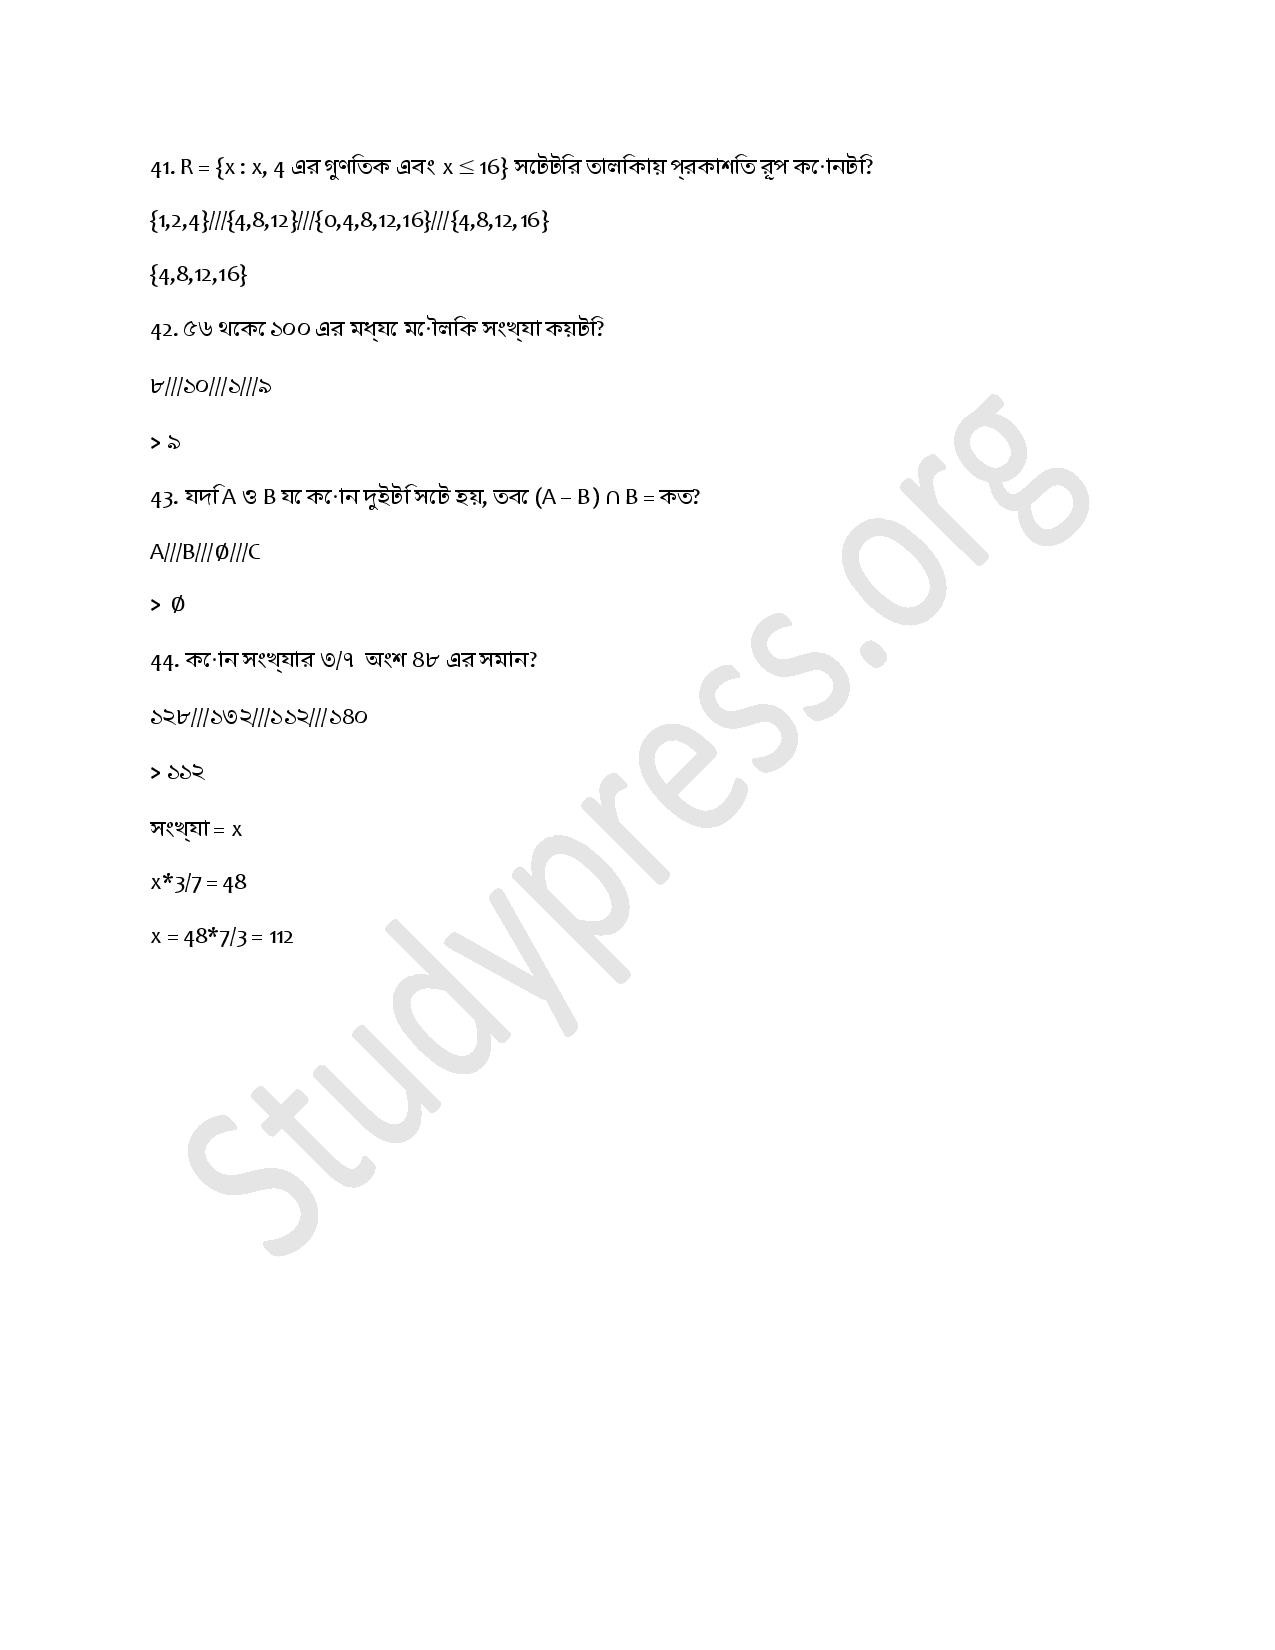 41. R = {x : x, 4 এর গুণিতক এবং x ≤ 16} সেটটির তালিকায় প্রকাশিত রূপ কোনটি?
{1,2,4}///{4,8,12}///{0,4,8,12,16}///{4,8,12,16}
{4,8,12,16}
42. ৫৬ থেকে ১০০ এর মধ্যে মৌলিক সংখ্যা কয়টি?
৮///১০///১///৯
> ৯
43. যদি A ও B যে কোন দুইটি সেট হয়, তবে (A – B) ∩ B = কত?
A///B///∅///C
> ∅
44. কোন সংখ্যার ৩/৭ অংশ ৪৮ এর সমান?
১২৮///১৩২///১১২///১৪০
> ১১২
সংখ্যা = x
x*3/7 = 48
x = 48*7/3 = 112
Studypress.org